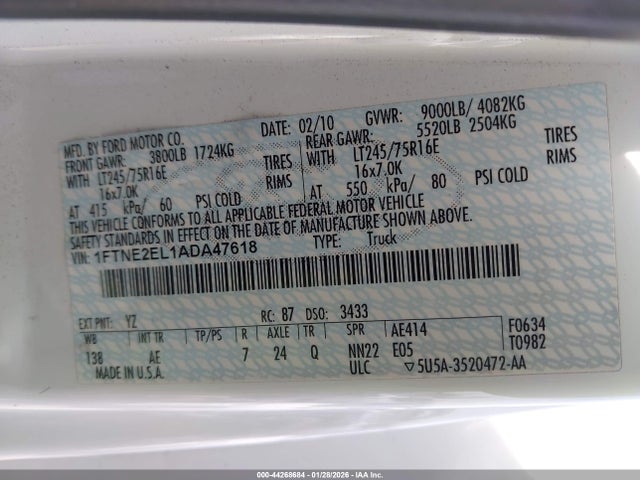 MFD. BY FORD MOTOR CO. DATE: 02/10 GVWR: 9000LB/ 4082KG
FRONT GAWR: 3800LB 1724KG REAR GAWR: 5520LB 2504KG
WITH LT245/75R16E TIRES WITH LT245/75R16E TIRES
16x7.0K RIMS 16x7.0K RIMS
AT 415 kPa/ 60 PSI COLD AT 550 kPa/ 80 PSI COLD
THIS VEHICLE CONFORMS TO ALL APPLICABLE FEDERAL MOTOR VEHICLE
SAFETY STANDARDS IN EFFECT ON THE DATE OF MANUFACTURE SHOWN ABOVE.
VIN: 1FTNE2EL1ADA47618 TYPE: Truck
EXT PNT: YZ RC: 87 DSO: 3433
WB INT TR TP/PS R AXLE TR SPR AE414 F0634
138 AE 7 24 Q NN22 E05 T0982
MADE IN U.S.A. ULC 5U5A-3520472-AA
000-44268684 | 01/28/2026 - IAA Inc.